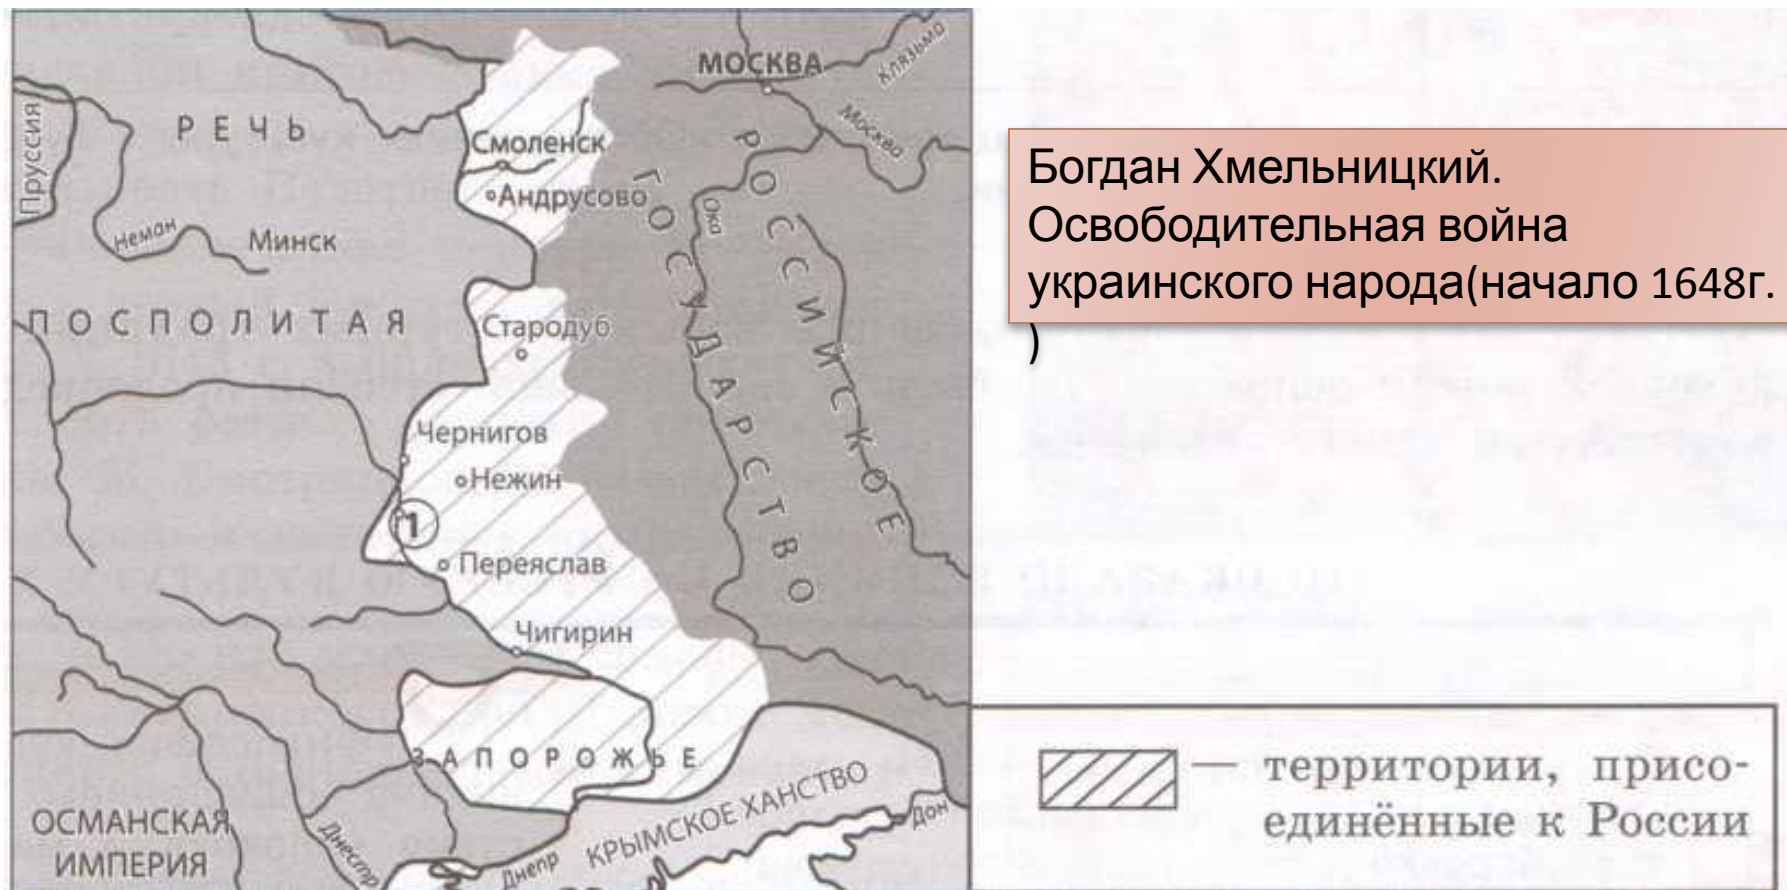 МОСКВА
Клязьма
Москва
Пруссия
РЕЧЬ
ПОСПОЛИТАЯ
Неман
Минск
Смоленск
Андрусово
Стародуб
Чернигов
Нежин
1
Переяслав
Чигирин
ЗАПОРОЖЬЕ
РОССИЙСКОЕ
ГОСУДАРСТВО
Ока
ОСМАНСКАЯ
ИМПЕРИЯ
Днестр
Днепр
КРЫМСКОЕ ХАНСТВО
Дон
Богдан Хмельницкий.
Освободительная война
украинского народа(начало 1648г.
)
— территории, присо-
единённые к России